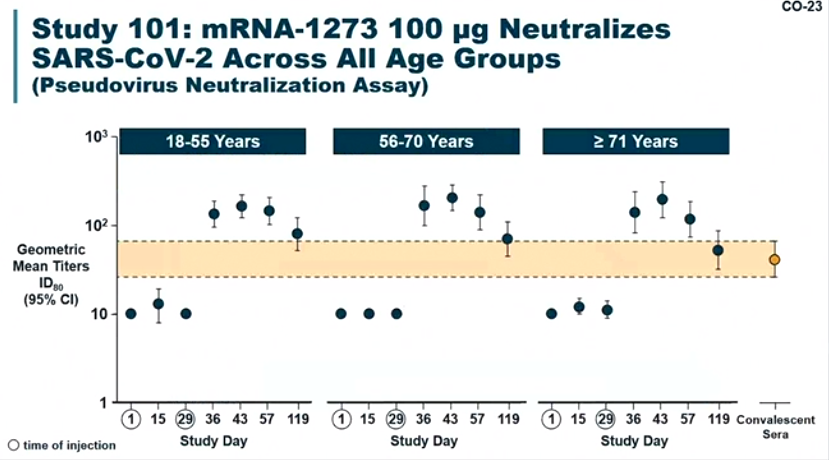 CO-23
Study 101: mRNA-1273 100 µg Neutralizes
SARS-CoV-2 Across All Age Groups
(Pseudovirus Neutralization Assay)
18-55 Years
56-70 Years
≥ 71 Years
10³
10²
10
1
Geometric
Mean Titers
ID₈₀
(95% CI)
1 15 29 36 43 57 119
1 15 29 36 43 57 119
1 15 29 36 43 57 119
Study Day
Study Day
Study Day
Convalescent
Sera
time of injection